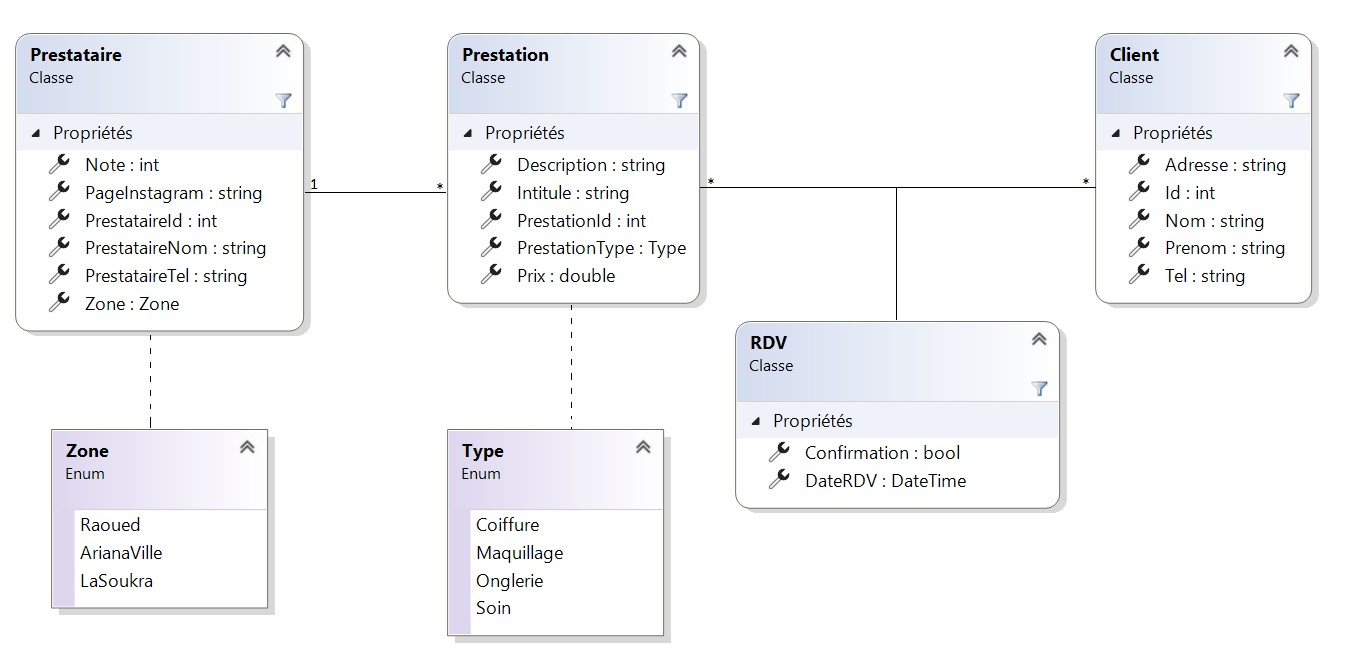 Prestataire
Classe
Propriétés
Note : int
PageInstagram : string
PrestataireId : int
PrestataireNom : string
PrestataireTel : string
Zone : Zone
1
*
Prestation
Classe
Propriétés
Description : string
Intitule : string
PrestationId : int
PrestationType : Type
Prix : double
*
*
Client
Classe
Propriétés
Adresse : string
Id : int
Nom : string
Prenom : string
Tel : string
RDV
Classe
Propriétés
Confirmation : bool
DateRDV : DateTime
Zone
Enum
Raoued
ArianaVille
LaSoukra
Type
Enum
Coiffure
Maquillage
Onglerie
Soin